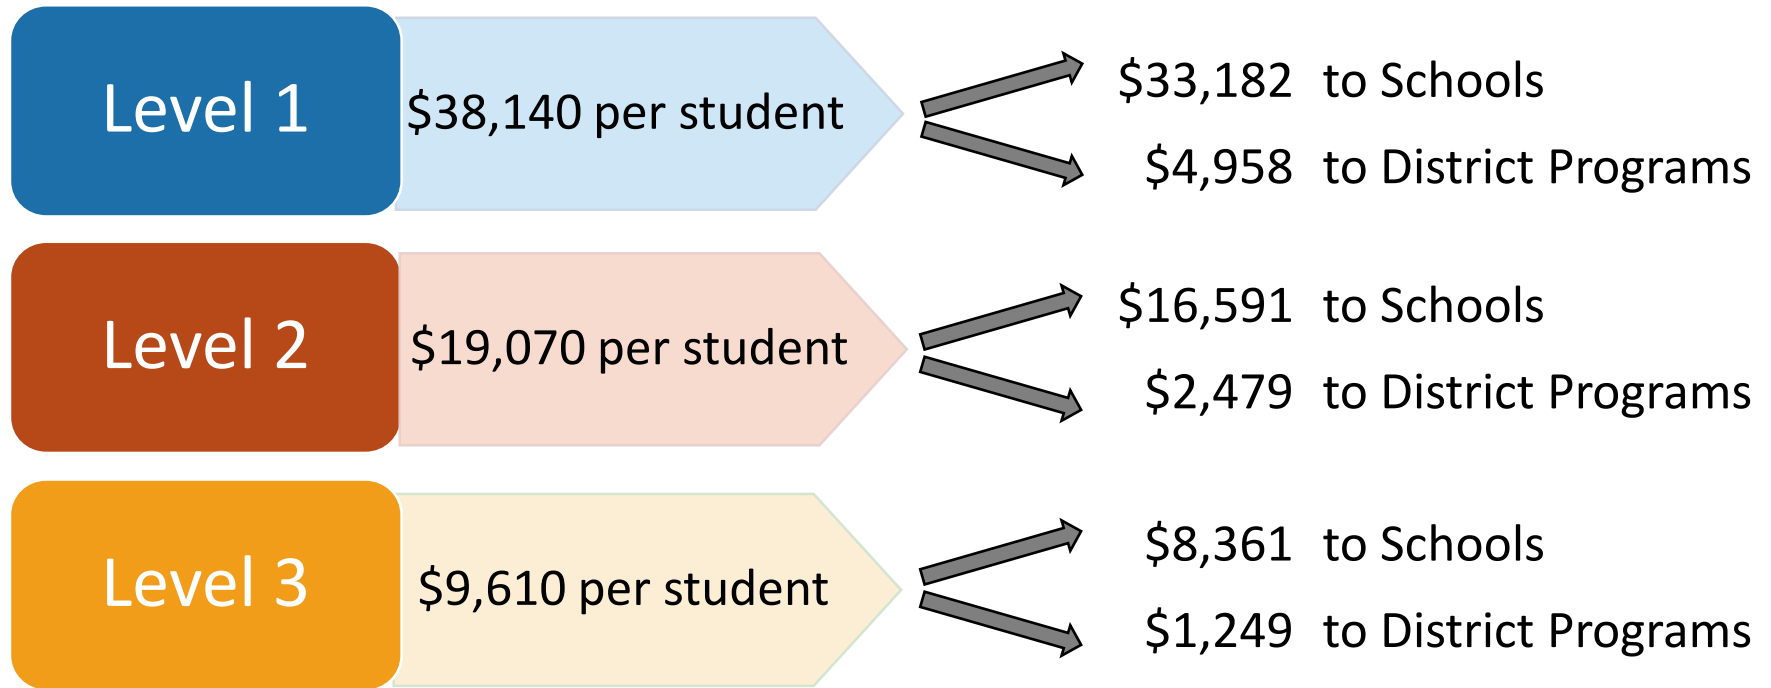 Level 1
$38,140 per student
$33,182 to Schools
$4,958 to District Programs
Level 2
$19,070 per student
$16,591 to Schools
$2,479 to District Programs
Level 3
$9,610 per student
$8,361 to Schools
$1,249 to District Programs